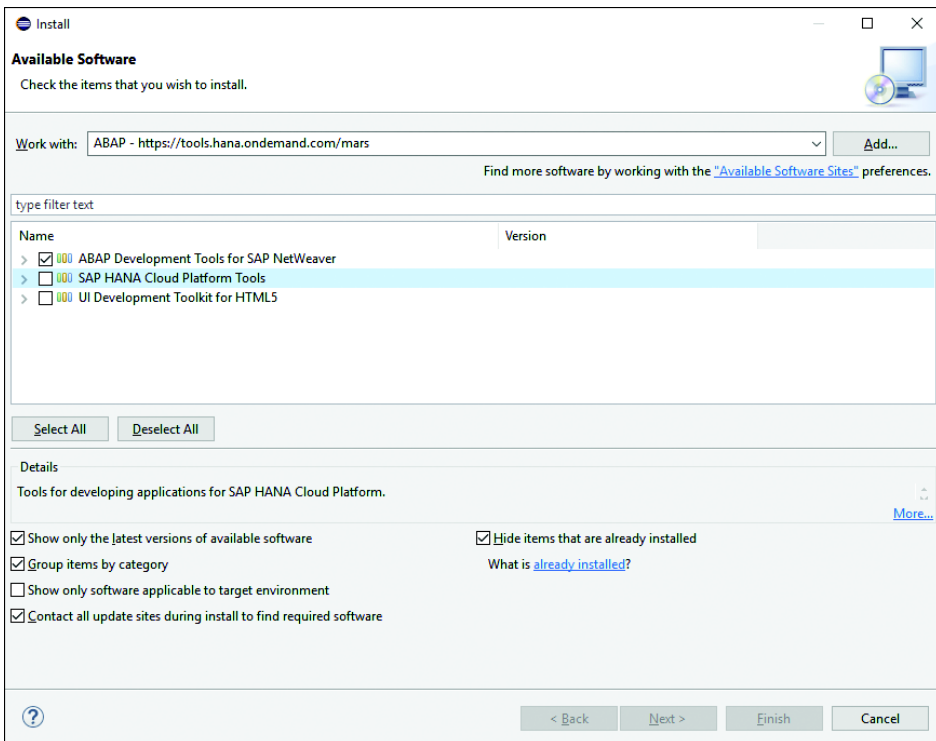 Install
Available Software
Check the items that you wish to install.
Work with: ABAP - https://tools.hana.ondemand.com/mars Add...
Find more software by working with the "Available Software Sites" preferences.
type filter text
Name Version
ABAP Development Tools for SAP NetWeaver
SAP HANA Cloud Platform Tools
UI Development Toolkit for HTML5
Select All Deselect All
Details
Tools for developing applications for SAP HANA Cloud Platform.
More...
Show only the latest versions of available software Hide items that are already installed
Group items by category What is already installed?
Show only software applicable to target environment
Contact all update sites during install to find required software
? < Back Next > Finish Cancel